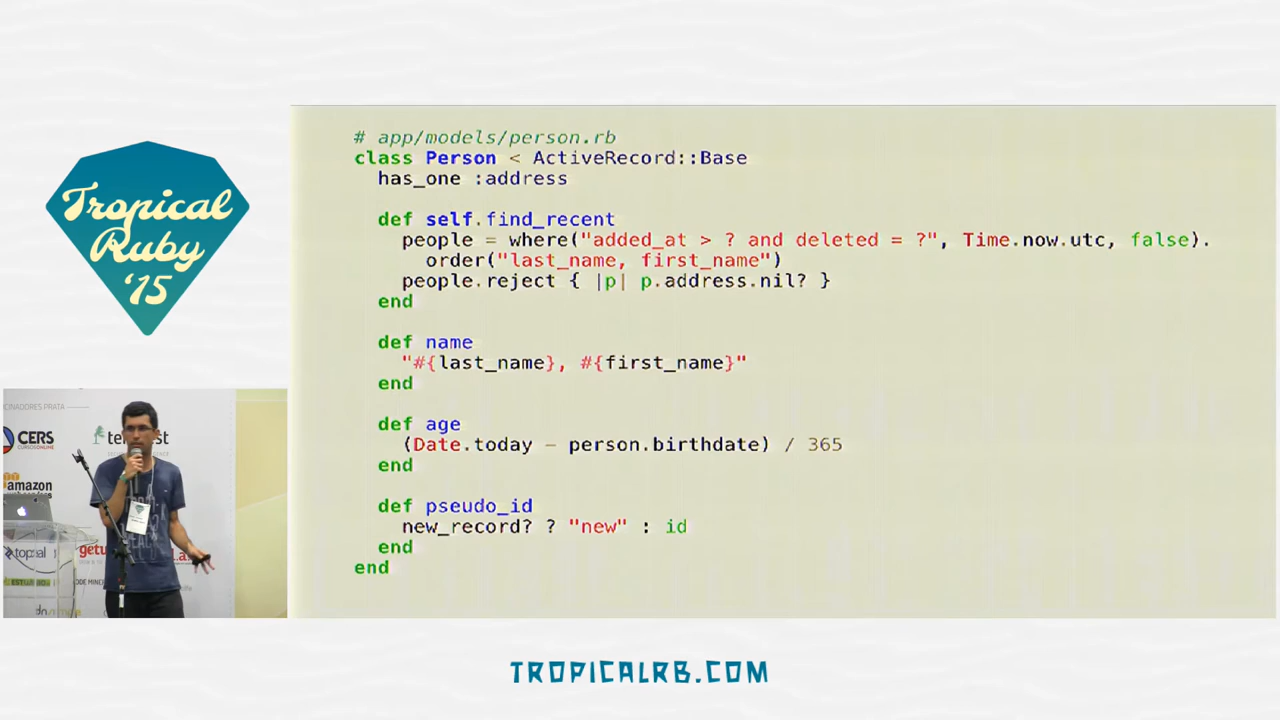 Tropical
Ruby
'15
# app/models/person.rb
class Person < ActiveRecord::Base
has_one :address
def self.find_recent
people = where("added_at > ? and deleted = ?", Time.now.utc, false).
order("last_name, first_name")
people.reject { |p| p.address.nil? }
end
def name
"#{last_name}, #{first_name}"
end
def age
(Date.today - person.birthdate) / 365
end
def pseudo_id
new_record? ? "new" : id
end
end
CERS
amazon
topial
TROPICALRB.COM